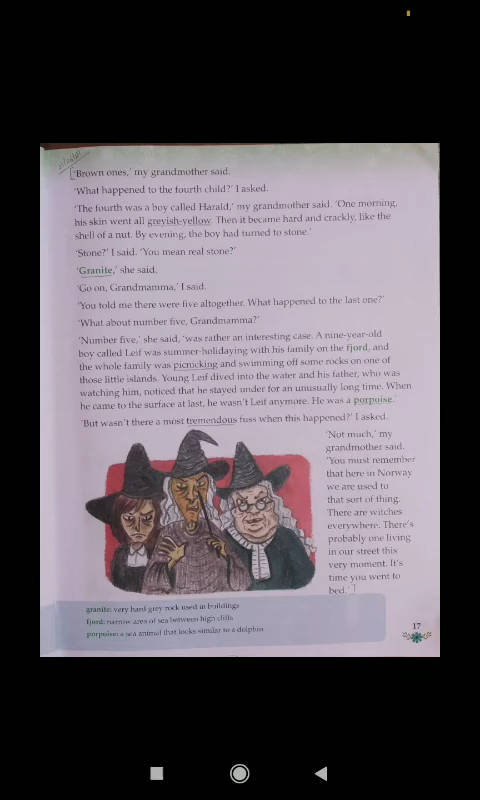 'Brown ones,' my grandmother said.
'What happened to the fourth child?' I asked.
'The fourth was a boy called Harald,' my grandmother said. 'One morning,
his skin went all greyish-yellow. Then it became hard and crackly, like the
shell of a nut. By evening, the boy had turned to stone.'
'Stone?' I said. 'You mean real stone?'
'Granite,' she said.
'Go on, Grandmamma,' I said.
'You told me there were five altogether. What happened to the last one?'
'What about number five, Grandmamma?'
'Number five,' she said, 'was rather an interesting case. A nine-year-old
boy called Leif was summer-holidaying with his family on the fjord, and
the whole family was picnicking and swimming off some rocks on one of
those little islands. Young Leif dived into the water and his father, who was
watching him, noticed that he stayed under for an unusually long time. When
he came to the surface at last, he wasn't Leif anymore. He was a porpoise.'
'But wasn't there a most tremendous fuss when this happened?' I asked.
'Not much,' my
grandmother said.
'You must remember
that here in Norway
we are used to
that sort of thing.
There are witches
everywhere. There's
probably one living
in our street this
very moment. It's
time you went to
bed.'
granite: very hard grey rock used in buildings
fjord: narrow area of sea between high cliffs
porpoise: a sea animal that looks similar to a dolphin
17